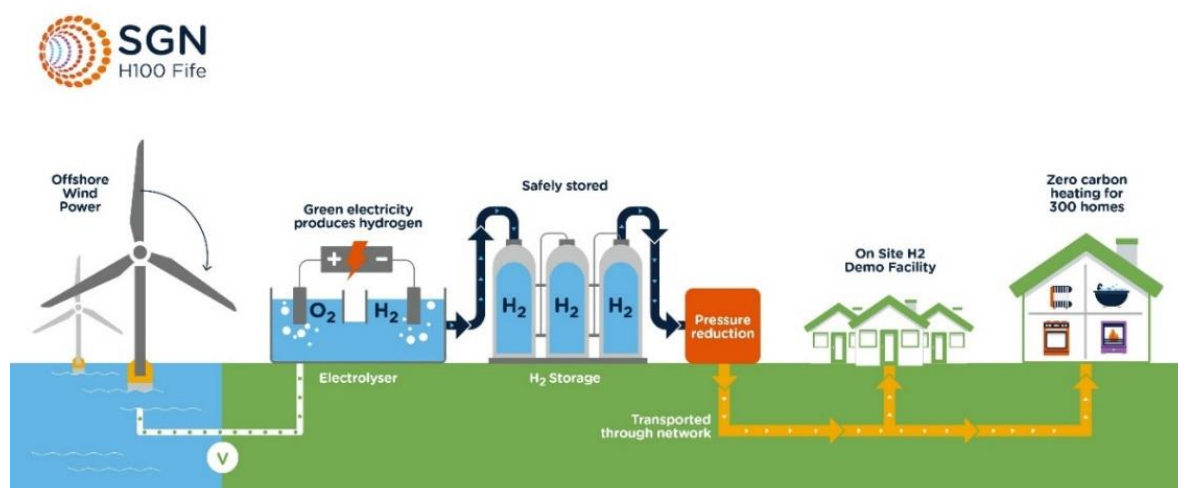 SGN
H100 Fife
Offshore
Wind
Power
Green electricity
produces hydrogen
+
−
O₂
H₂
Electrolyser
Safely stored
H₂
H₂
H₂
H₂ Storage
Pressure
reduction
Transported
through network
On Site H2
Demo Facility
Zero carbon
heating for
300 homes
V